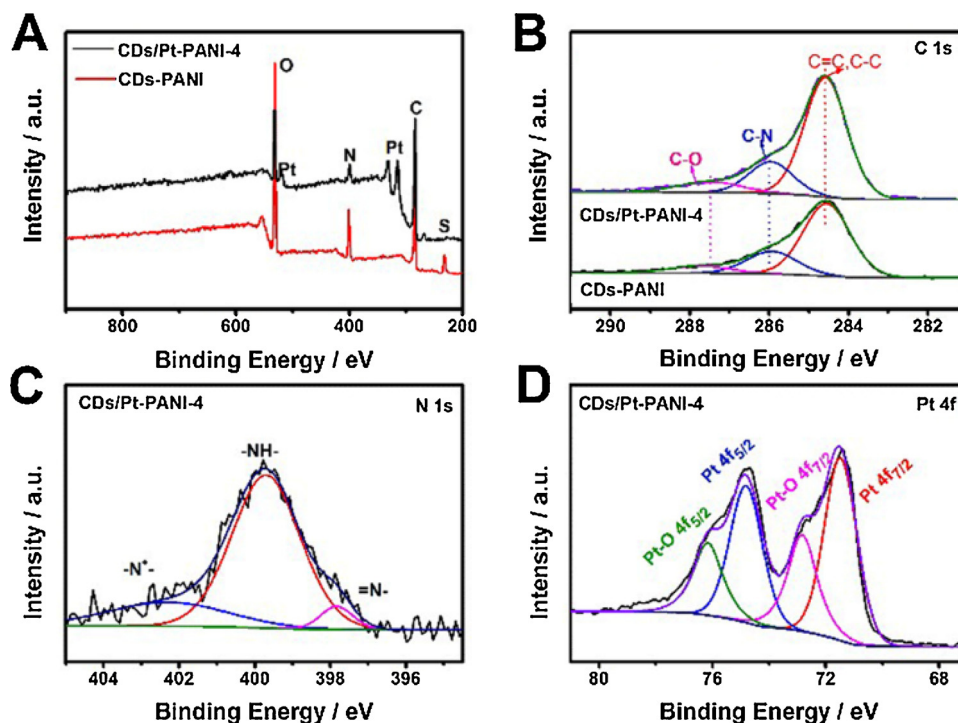 A
CDs/Pt-PANI-4
CDs-PANI
O
Pt
N
Pt
C
S
Intensity / a.u.
800
600
400
200
Binding Energy / eV
B
C 1s
C=C,C-C
C-N
C-O
CDs/Pt-PANI-4
CDs-PANI
Intensity / a.u.
290
288
286
284
282
Binding Energy / eV
C
CDs/Pt-PANI-4
N 1s
-NH-
-N⁺-
=N-
Intensity / a.u.
404
402
400
398
396
Binding Energy / eV
D
CDs/Pt-PANI-4
Pt 4f
Pt-O 4f5/2
Pt 4f5/2
Pt-O 4f7/2
Pt 4f7/2
Intensity / a.u.
80
76
72
68
Binding Energy / eV